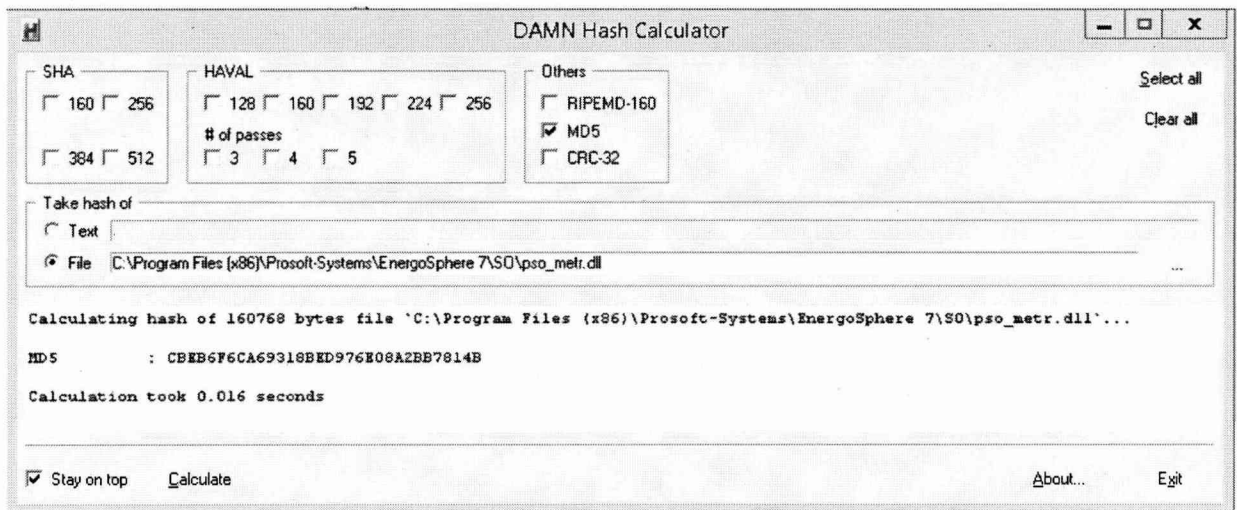 DAMN Hash Calculator
SHA
160 256
384 512
HAVAL
128 160 192 224 256
# of passes
3 4 5
Others
RIPEMD-160
MD5
CRC-32
Select all
Clear all
Take hash of
Text
File C:\Program Files (x86)\Prosoft-Systems\EnergoSphere 7\SO\pso_metr.dll
...
Calculating hash of 160768 bytes file `C:\Program Files (x86)\Prosoft-Systems\EnergoSphere 7\SO\pso_metr.dll`...
MD5 : CBEB6F6CA69318BED976E08A2BB7814B
Calculation took 0.016 seconds
Stay on top Calculate About... Exit